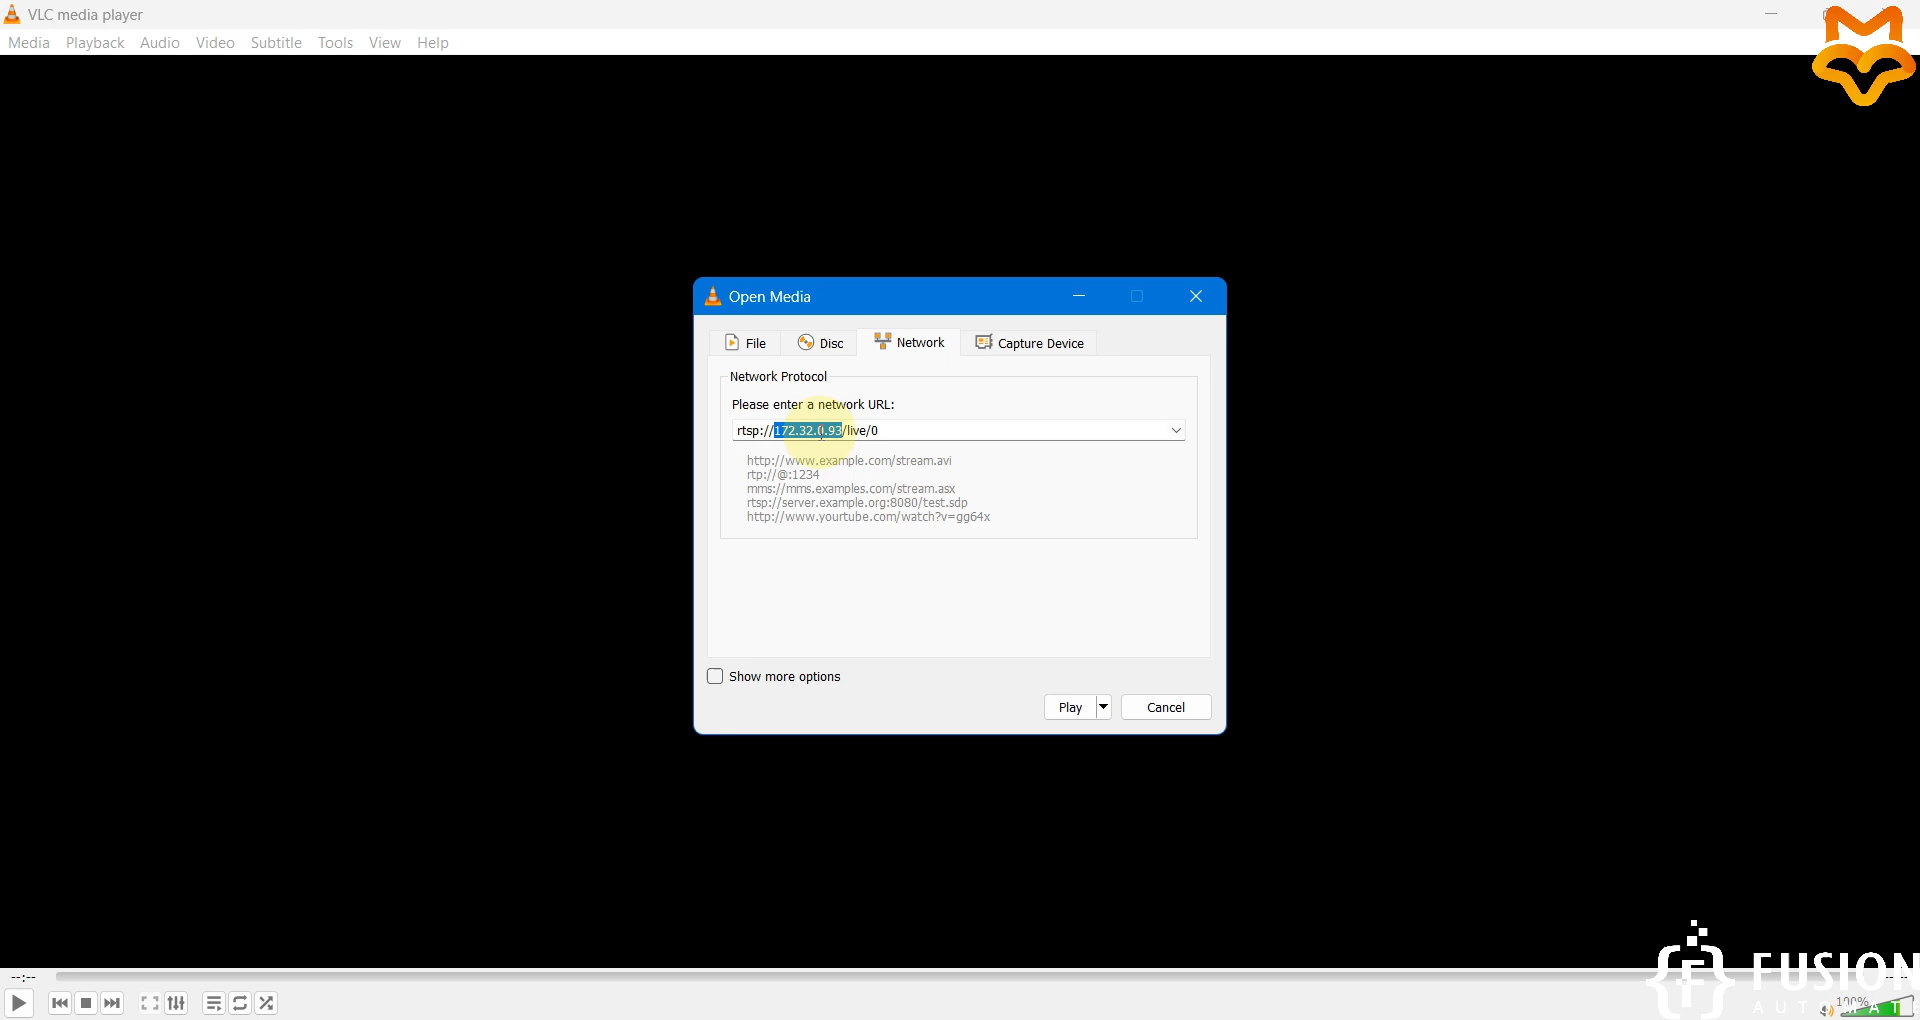 VLC media player
Media Playback Audio Video Subtitle Tools View Help
Open Media
File Disc Network Capture Device
Network Protocol
Please enter a network URL:
rtsp://172.32.0.93/live/0
http://www.example.com/stream.avi
rtp://@:1234
mms://mms.examples.com/stream.asx
rtsp://server.example.org:8080/test.sdp
http://www.yourtube.com/watch?v=gg64x
Show more options
Play Cancel
--:--
FUSION
100%